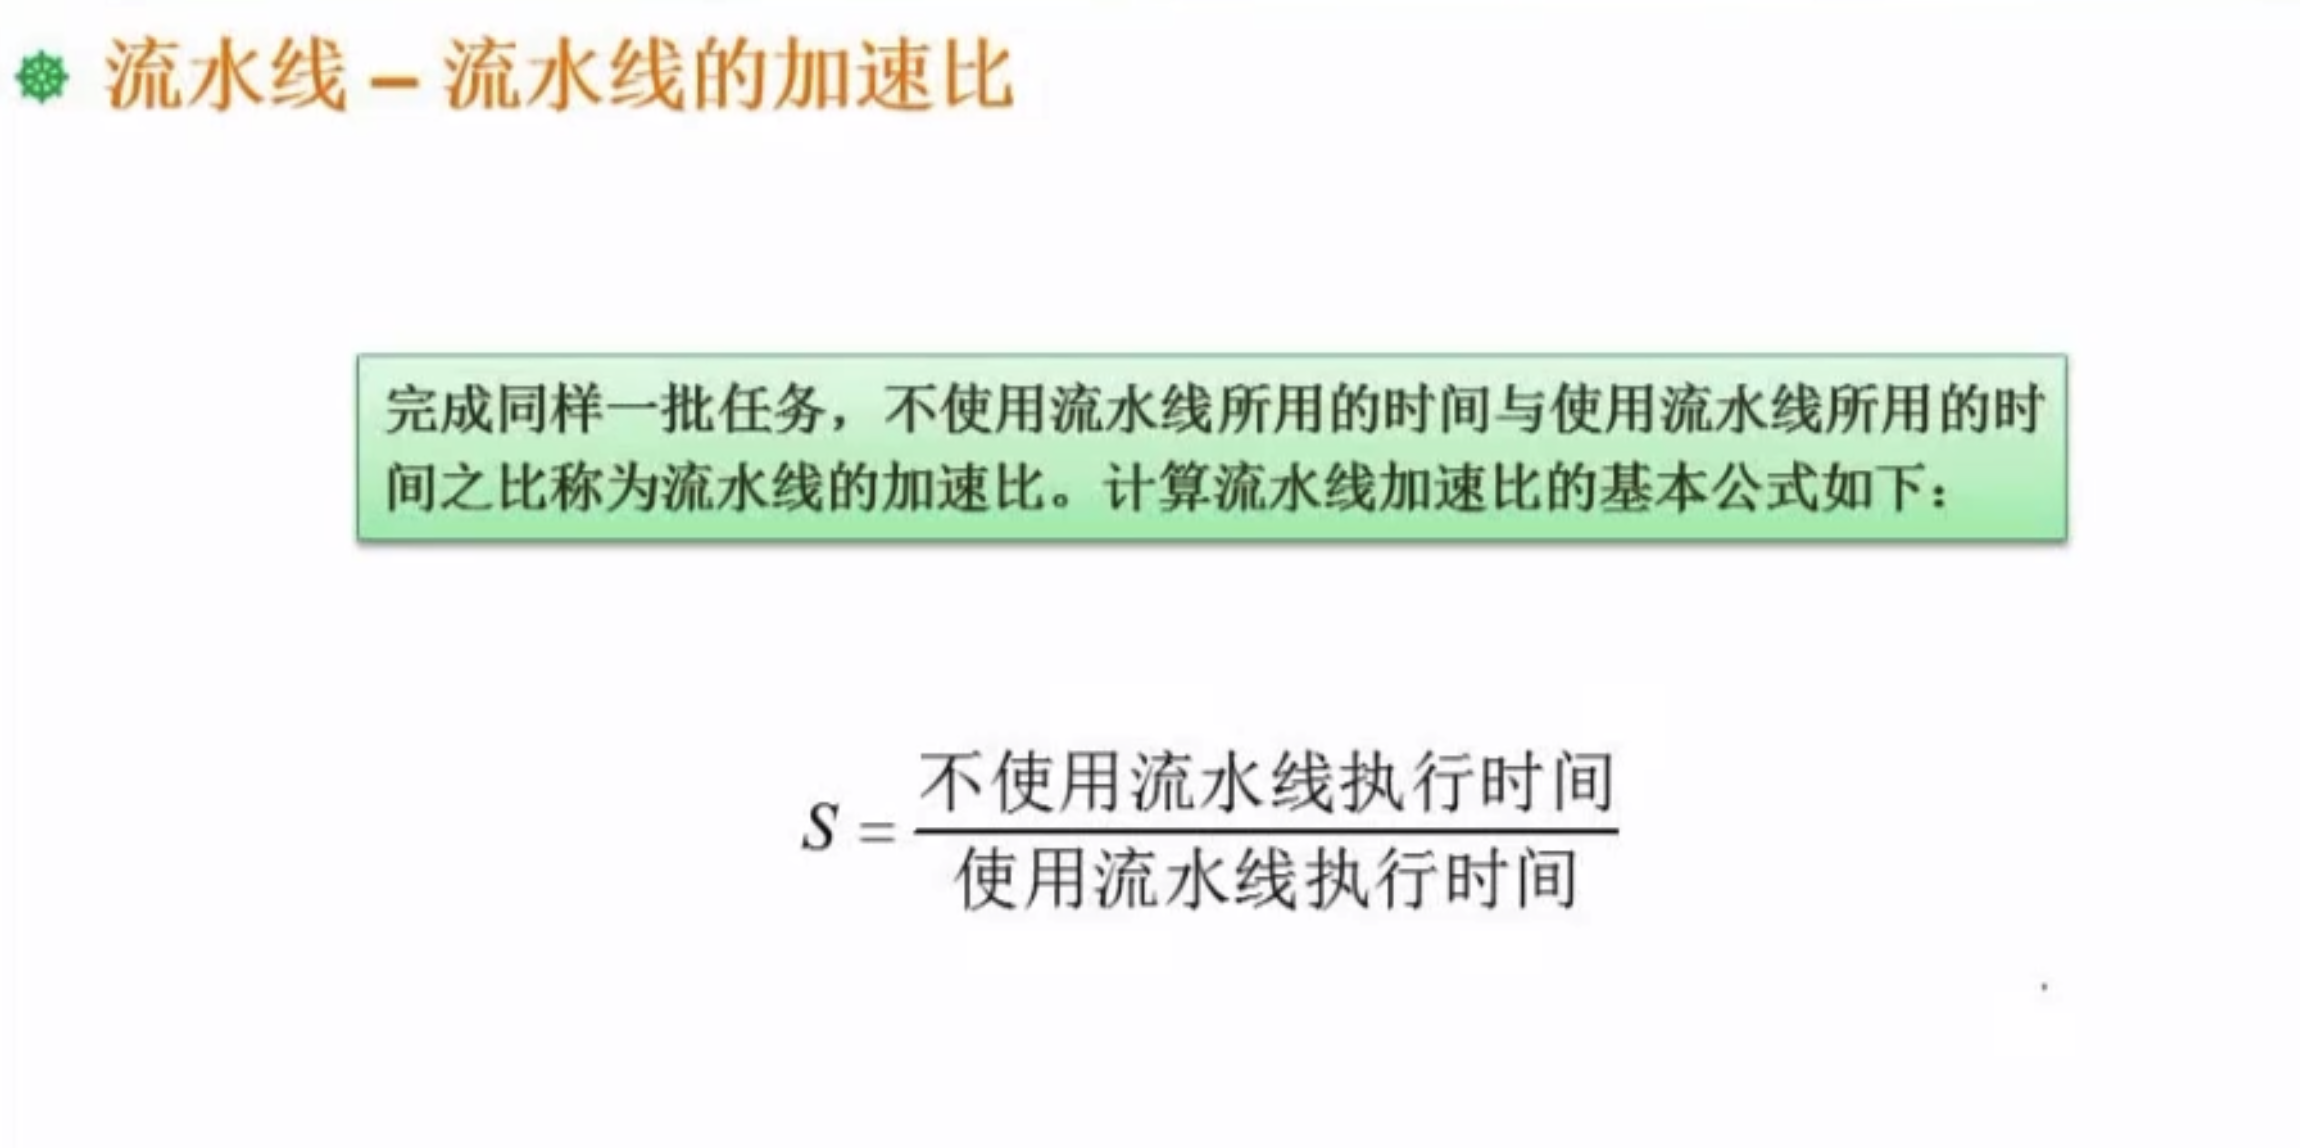 流水线 – 流水线的加速比
完成同样一批任务，不使用流水线所用的时间与使用流水线所用的时
间之比称为流水线的加速比。计算流水线加速比的基本公式如下：
S = 不使用流水线执行时间
使用流水线执行时间